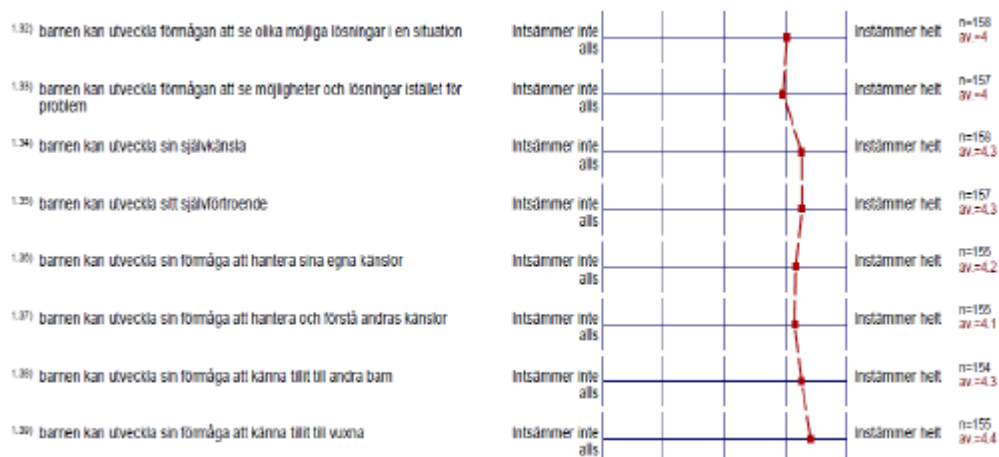 1.32) barnen kan utveckla förmågan att se olika möjliga lösningar i en situation
Intsämmer inte
alls
Instämmer helt
n=158
av.=4
1.33) barnen kan utveckla förmågan att se möjligheter och lösningar istället för
problem
Intsämmer inte
alls
Instämmer helt
n=157
av.=4
1.34) barnen kan utveckla sin självkänsla
Intsämmer inte
alls
Instämmer helt
n=158
av.=4.3
1.35) barnen kan utveckla sitt självförtroende
Intsämmer inte
alls
Instämmer helt
n=157
av.=4.3
1.36) barnen kan utveckla sin förmåga att hantera sina egna känslor
Intsämmer inte
alls
Instämmer helt
n=155
av.=4.2
1.37) barnen kan utveckla sin förmåga att hantera och förstå andras känslor
Intsämmer inte
alls
Instämmer helt
n=155
av.=4.1
1.38) barnen kan utveckla sin förmåga att känna tillit till andra barn
Intsämmer inte
alls
Instämmer helt
n=154
av.=4.3
1.39) barnen kan utveckla sin förmåga att känna tillit till vuxna
Intsämmer inte
alls
Instämmer helt
n=155
av.=4.4